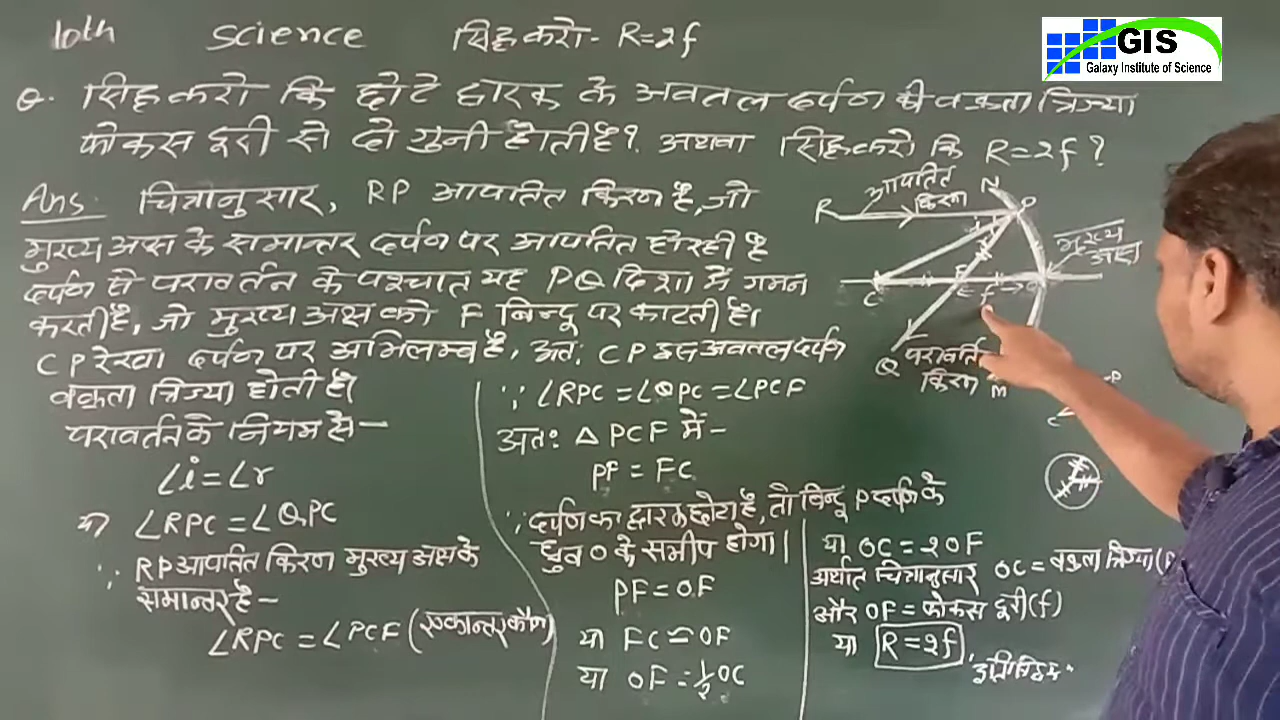 10th Science सिद्ध करो - R=2f
GIS
Galaxy Institute of Science
Q. सिद्ध करो कि छोटे द्वारक के अवतल दर्पण की वक्रता त्रिज्या
फोकस दूरी से दो गुनी होती है? अथवा सिद्ध करो कि R=2f?
Ans. चित्रानुसार, RP आपतित किरण है, जो
मुख्य अक्ष के समान्तर दर्पण पर आपतित हो रही है
दर्पण से परावर्तन के पश्चात यह PQ दिशा में गमन
करती है, जो मुख्य अक्ष को F बिन्दु पर काटती है।
CP रेखा दर्पण पर अभिलम्ब है, अतः CP इस अवतल दर्पण
वक्रता त्रिज्या होती है।
परावर्तन के नियम से—
∠i = ∠r
या ∠RPC = ∠QPC
∵ RP आपतित किरण मुख्य अक्ष के
समान्तर है—
∠RPC = ∠PCF (एकान्तर कोण)
∵ ∠RPC = ∠QPC = ∠PCF
अतः △ PCF में—
PF = FC
∵ दर्पण का द्वारक छोटा है, तो बिन्दु P दर्पण के
ध्रुव O के समीप होगा।
PF = OF
या FC = OF
या OF = 1/2 OC
या OC = 2OF
अर्थात चित्रानुसार OC = वक्रता त्रिज्या (R
और OF = फोकस दूरी (f)
या R=2f,
इति सिद्धम
आपतित
किरण
N
R
P
मुख्य
अक्ष
C
F
f
Q
परावर्ति
किरण
M
P
C